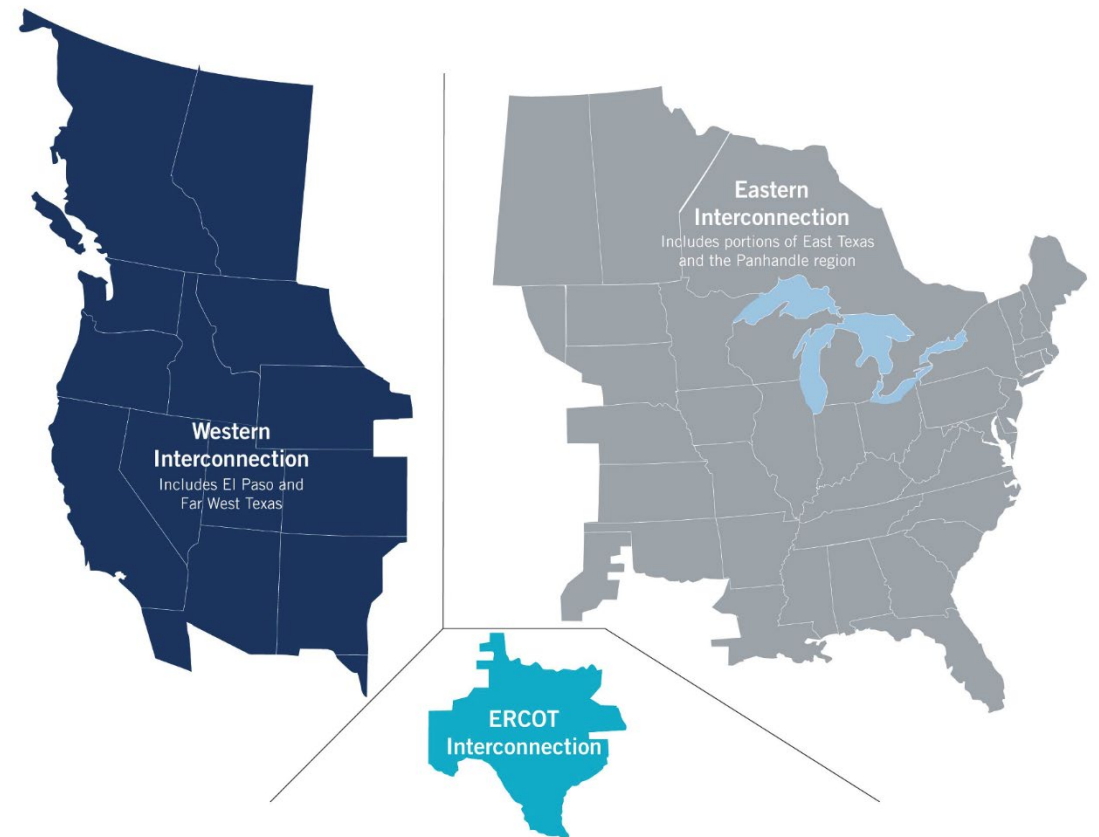 Western
Interconnection
Includes El Paso and
Far West Texas
Eastern
Interconnection
Includes portions of East Texas
and the Panhandle region
ERCOT
Interconnection